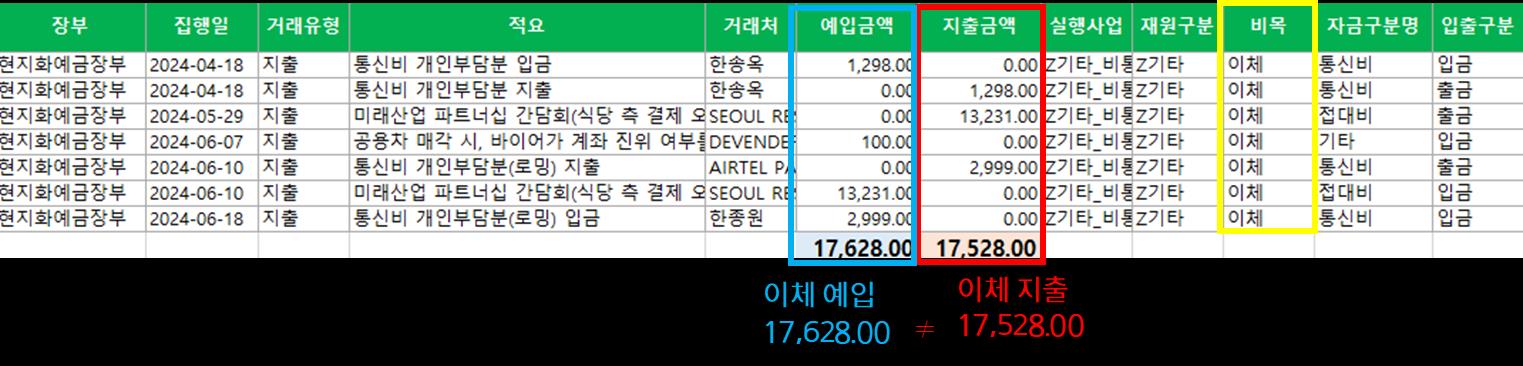 장부 집행일 거래유형 적요 거래처 예입금액 지출금액 실행사업 재원구분 비목 자금구분명 입출구분
현지화예금장부 2024-04-18 지출 통신비 개인부담분 입금 한송옥 1,298.00 0.00 Z기타_비통 Z기타 이체 통신비 입금
현지화예금장부 2024-04-18 지출 통신비 개인부담분 지출 한송옥 0.00 1,298.00 Z기타_비통 Z기타 이체 통신비 출금
현지화예금장부 2024-05-29 지출 미래산업 파트너십 간담회(식당 측 결제 오 SEOUL RES 0.00 13,231.00 Z기타_비통 Z기타 이체 접대비 출금
현지화예금장부 2024-06-07 지출 공용차 매각 시, 바이어가 계좌 진위 여부를 DEVENDER 100.00 0.00 Z기타_비통 Z기타 이체 기타 입금
현지화예금장부 2024-06-10 지출 통신비 개인부담분(로밍) 지출 AIRTEL PA 0.00 2,999.00 Z기타_비통 Z기타 이체 통신비 출금
현지화예금장부 2024-06-10 지출 미래산업 파트너십 간담회(식당 측 결제 오 SEOUL RES 13,231.00 0.00 Z기타_비통 Z기타 이체 접대비 입금
현지화예금장부 2024-06-18 지출 통신비 개인부담분(로밍) 입금 한종원 2,999.00 0.00 Z기타_비통 Z기타 이체 통신비 입금
17,628.00 17,528.00
이체 예입 이체 지출
17,628.00 ≠ 17,528.00